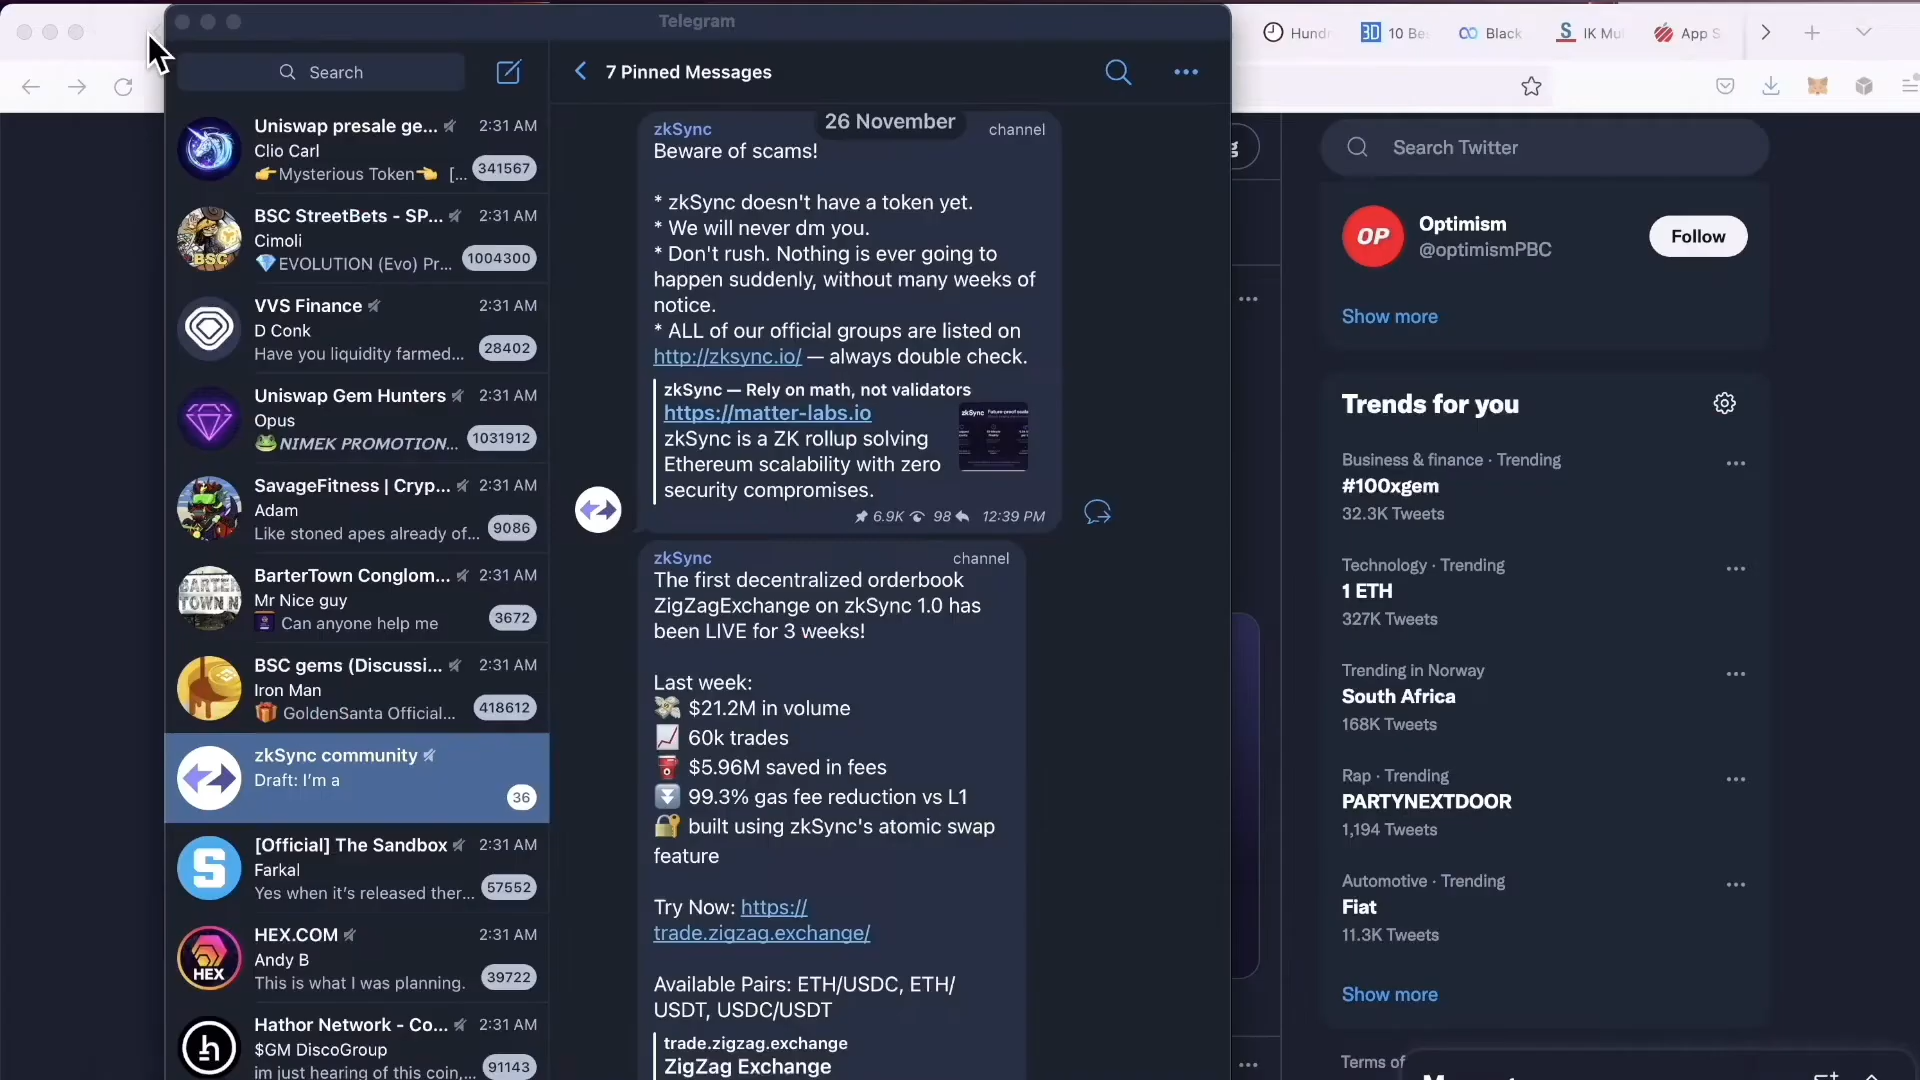 Telegram
Hund
10 Be
Black
IK Mu
App S
Search
7 Pinned Messages
Uniswap presale ge... 2:31 AM
Clio Carl
👉Mysterious Token👈 [... 341567
BSC StreetBets - SP... 2:31 AM
Cimoli
💎EVOLUTION (Evo) Pr... 1004300
BSC
VVS Finance 2:31 AM
D Conk
Have you liquidity farmed... 28402
Uniswap Gem Hunters 2:31 AM
Opus
🐸NIMEK PROMOTION... 1031912
SavageFitness | Cryp... 2:31 AM
Adam
Like stoned apes already of... 9086
BarterTown Conglom... 2:31 AM
Mr Nice guy
Can anyone help me 3672
BARTER
TOWN N
BSC gems (Discussi... 2:31 AM
Iron Man
🎁 GoldenSanta Official... 418612
zkSync community
Draft: I'm a
36
[Official] The Sandbox 2:31 AM
Farkal
Yes when it's released ther... 57552
S
HEX.COM 2:31 AM
Andy B
This is what I was planning. 39722
HEX
Hathor Network - Co... 2:31 AM
$GM DiscoGroup
im just hearing of this coin,... 91143
26 November
zkSync channel
Beware of scams!
* zkSync doesn't have a token yet.
* We will never dm you.
* Don't rush. Nothing is ever going to
happen suddenly, without many weeks of
notice.
* ALL of our official groups are listed on
http://zksync.io/ — always double check.
zkSync — Rely on math, not validators
https://matter-labs.io
zkSync is a ZK rollup solving
Ethereum scalability with zero
security compromises.
6.9K 98 12:39 PM
zkSync channel
The first decentralized orderbook
ZigZagExchange on zkSync 1.0 has
been LIVE for 3 weeks!
Last week:
💸 $21.2M in volume
📈 60k trades
$5.96M saved in fees
⏬ 99.3% gas fee reduction vs L1
🔐 built using zkSync's atomic swap
feature
Try Now: https://
trade.zigzag.exchange/
Available Pairs: ETH/USDC, ETH/
USDT, USDC/USDT
trade.zigzag.exchange
ZigZag Exchange
Search Twitter
OP
Optimism
@optimismPBC
Follow
Show more
Trends for you
Business & finance · Trending
#100xgem
32.3K Tweets
Technology · Trending
1 ETH
327K Tweets
Trending in Norway
South Africa
168K Tweets
Rap · Trending
PARTYNEXTDOOR
1,194 Tweets
Automotive · Trending
Fiat
11.3K Tweets
Show more
Terms of